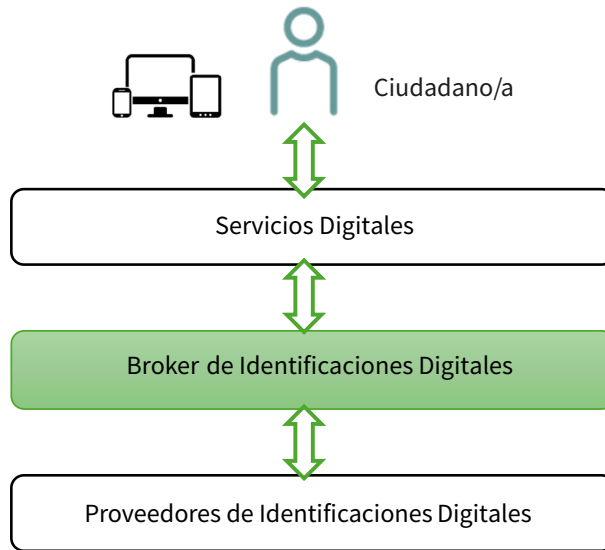 Ciudadano/a
Servicios Digitales
Broker de Identificaciones Digitales
Proveedores de Identificaciones Digitales